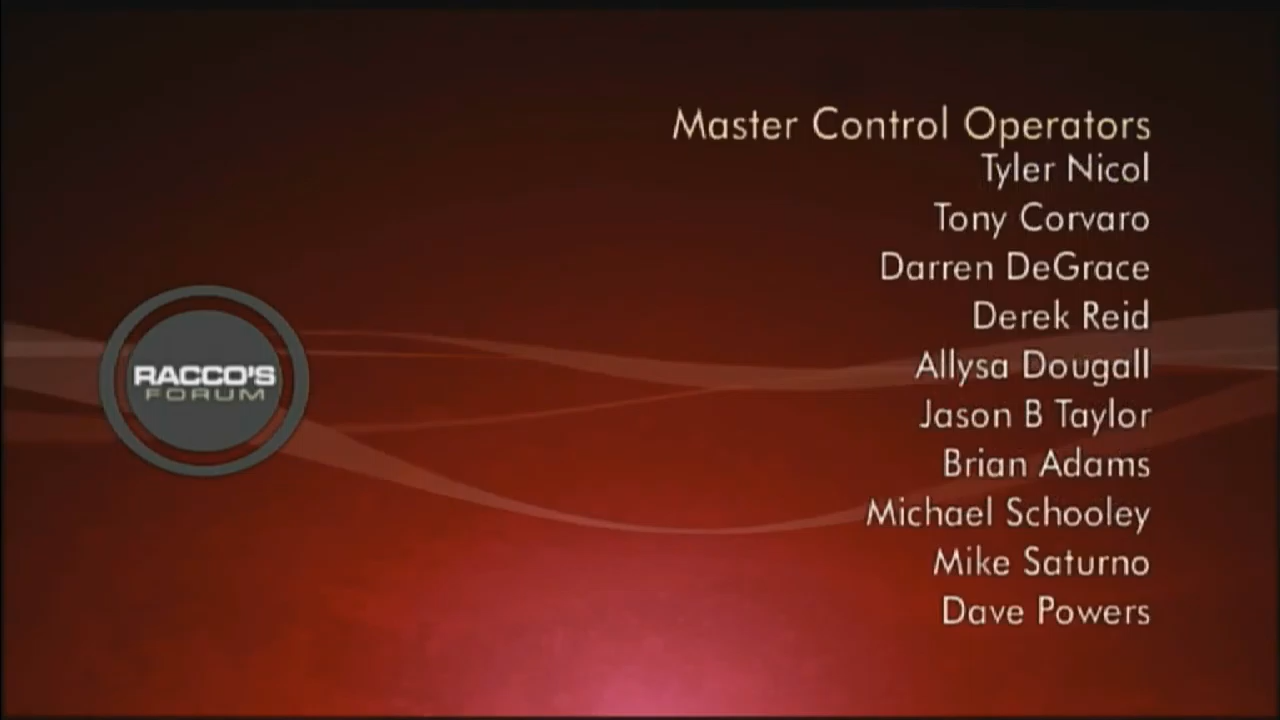 Master Control Operators
Tyler Nicol
Tony Corvaro
Darren DeGrace
Derek Reid
Allysa Dougall
Jason B Taylor
Brian Adams
Michael Schooley
Mike Saturno
Dave Powers
RACCO'S
FORUM